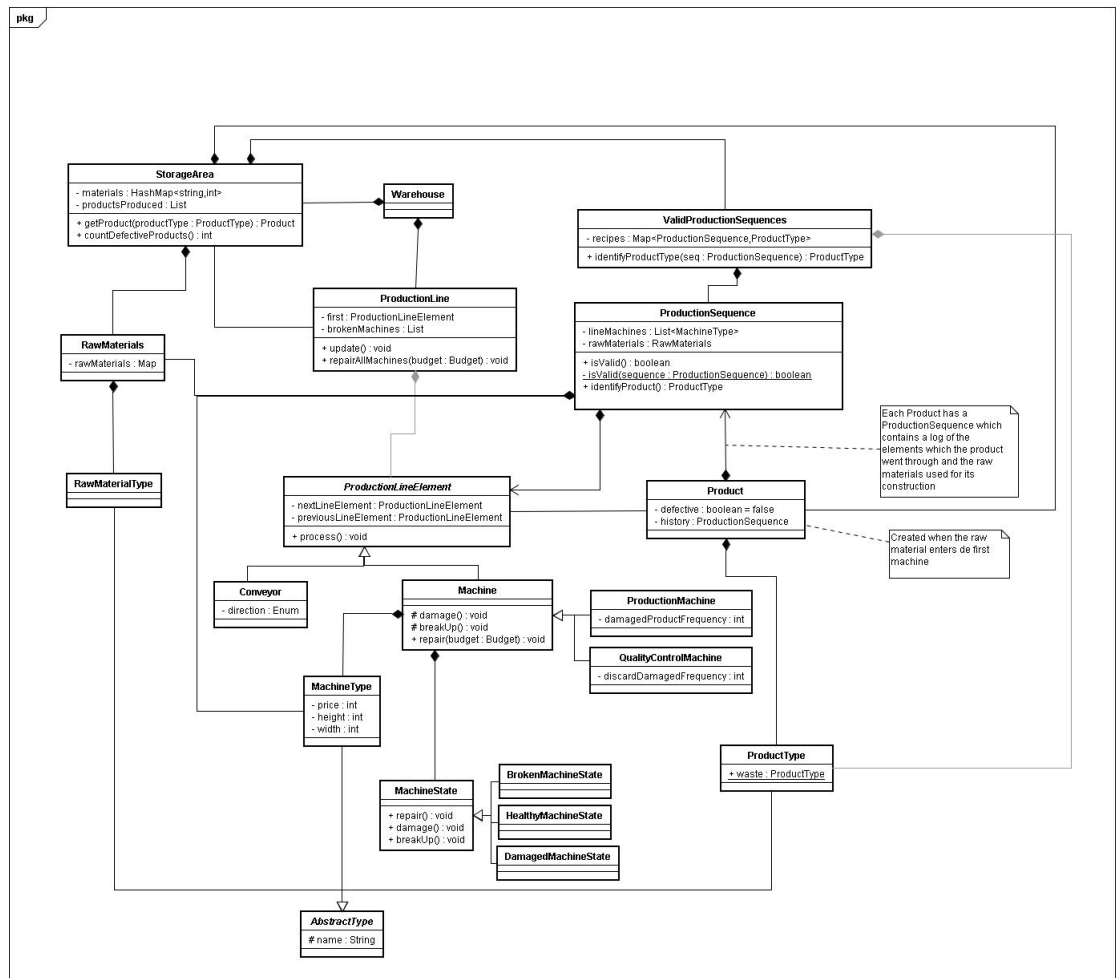 pkg
StorageArea
- materials : HashMap<string,int>
- productsProduced : List
+ getProduct(productType : ProductType) : Product
+ countDefectiveProducts() : int
Warehouse
ValidProductionSequences
- recipes : Map<ProductionSequence,ProductType>
+ identifyProductType(seq : ProductionSequence) : ProductType
ProductionLine
- first : ProductionLineElement
- brokenMachines : List
+ update() : void
+ repairAllMachines(budget : Budget) : void
ProductionSequence
- lineMachines : List<MachineType>
- rawMaterials : RawMaterials
+ isValid() : boolean
- isValid(sequence : ProductionSequence) : boolean
+ identifyProduct() : ProductType
RawMaterials
- rawMaterials : Map
Each Product has a
ProductionSequence which
contains a log of the
elements which the product
went through and the raw
materials used for its
construction
RawMaterialType
ProductionLineElement
- nextLineElement : ProductionLineElement
- previousLineElement : ProductionLineElement
+ process() : void
Product
- defective : boolean = false
- history : ProductionSequence
Created when the raw
material enters de first
machine
Conveyor
- direction : Enum
Machine
# damage() : void
# breakUp() : void
+ repair(budget : Budget) : void
ProductionMachine
- damagedProductFrequency : int
QualityControlMachine
- discardDamagedFrequency : int
MachineType
- price : int
- height : int
- width : int
ProductType
+ waste : ProductType
MachineState
+ repair() : void
+ damage() : void
+ breakUp() : void
BrokenMachineState
HealthyMachineState
DamagedMachineState
AbstractType
# name : String